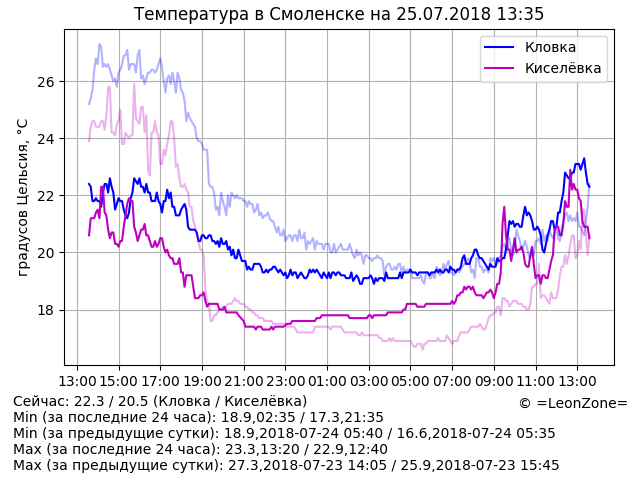 Температура в Смоленске на 25.07.2018 13:35
Кловка
Киселёвка
градусов Цельсия, °C
26
24
22
20
18
13:00 15:00 17:00 19:00 21:00 23:00 01:00 03:00 05:00 07:00 09:00 11:00 13:00
Сейчас: 22.3 / 20.5 (Кловка / Киселёвка)
© =LeonZone=
Min (за последние 24 часа): 18.9,02:35 / 17.3,21:35
Min (за предыдущие сутки): 18.9,2018-07-24 05:40 / 16.6,2018-07-24 05:35
Max (за последние 24 часа): 23.3,13:20 / 22.9,12:40
Max (за предыдущие сутки): 27.3,2018-07-23 14:05 / 25.9,2018-07-23 15:45